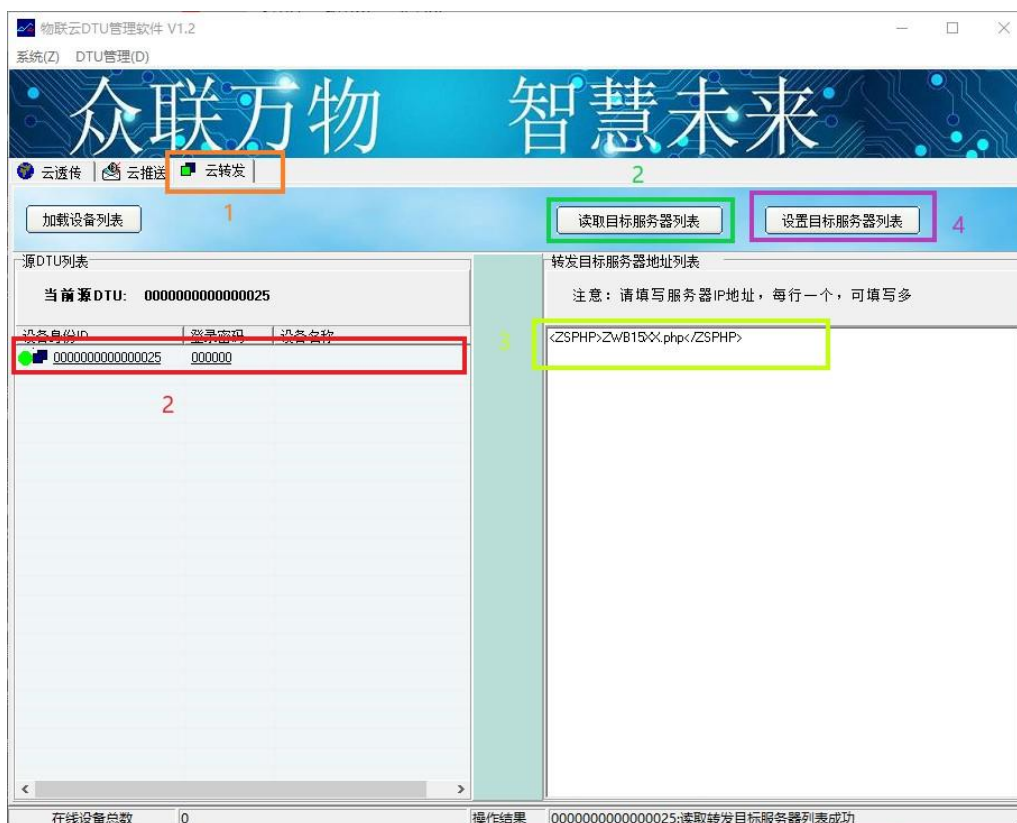 物联云DTU管理软件 V1.2
系统(Z) DTU管理(D)
众联万物 智慧未来
云透传 云推送 云转发
1
2
加载设备列表
读取目标服务器列表
设置目标服务器列表
4
源DTU列表
当前源DTU: 0000000000000025
设备身份ID 登录密码 设备名称
0000000000000025 000000
2
转发目标服务器地址列表
注意：请填写服务器IP地址，每行一个，可填写多
3
<ZSPHP>ZWB15XX.php</ZSPHP>
在线设备总数 0 操作结果 0000000000000025:读取转发目标服务器列表成功